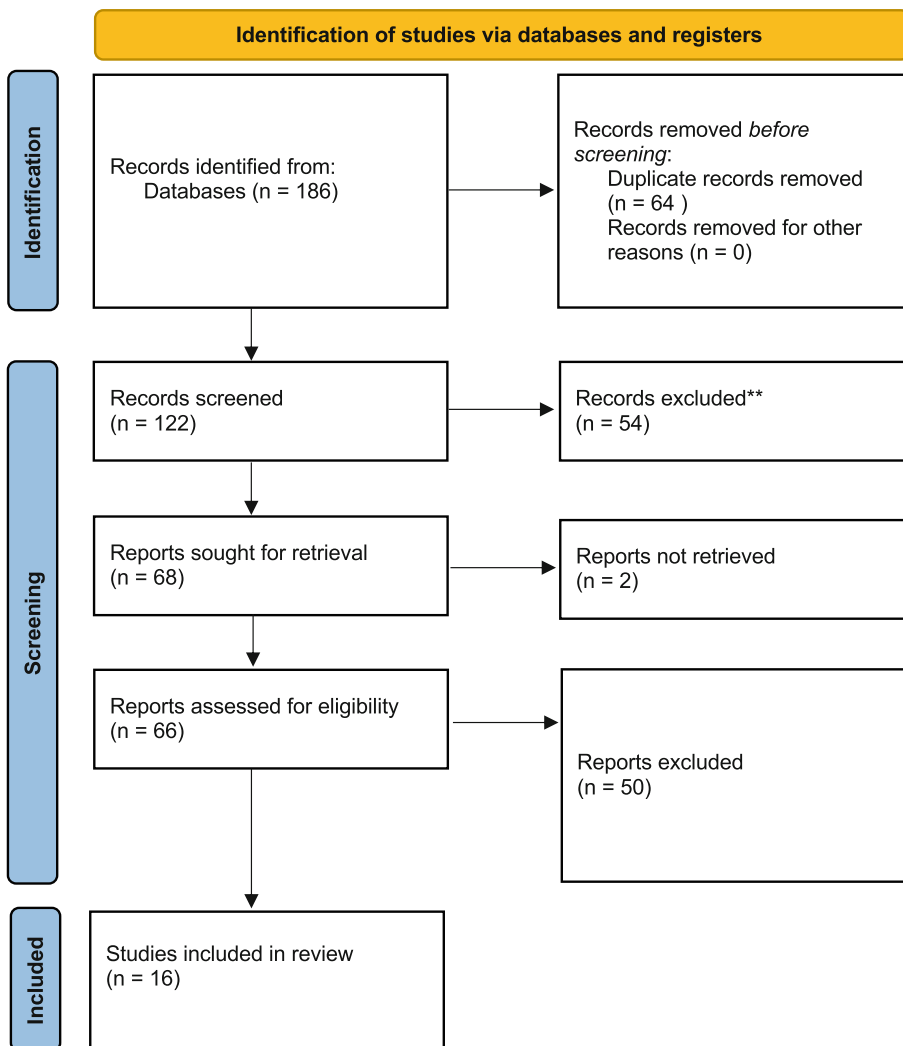 Identification of studies via databases and registers
Identification
Records identified from:
Databases (n = 186)
Records removed before
screening:
Duplicate records removed
(n = 64 )
Records removed for other
reasons (n = 0)
Screening
Records screened
(n = 122)
Records excluded**
(n = 54)
Reports sought for retrieval
(n = 68)
Reports not retrieved
(n = 2)
Reports assessed for eligibility
(n = 66)
Reports excluded
(n = 50)
Included
Studies included in review
(n = 16)